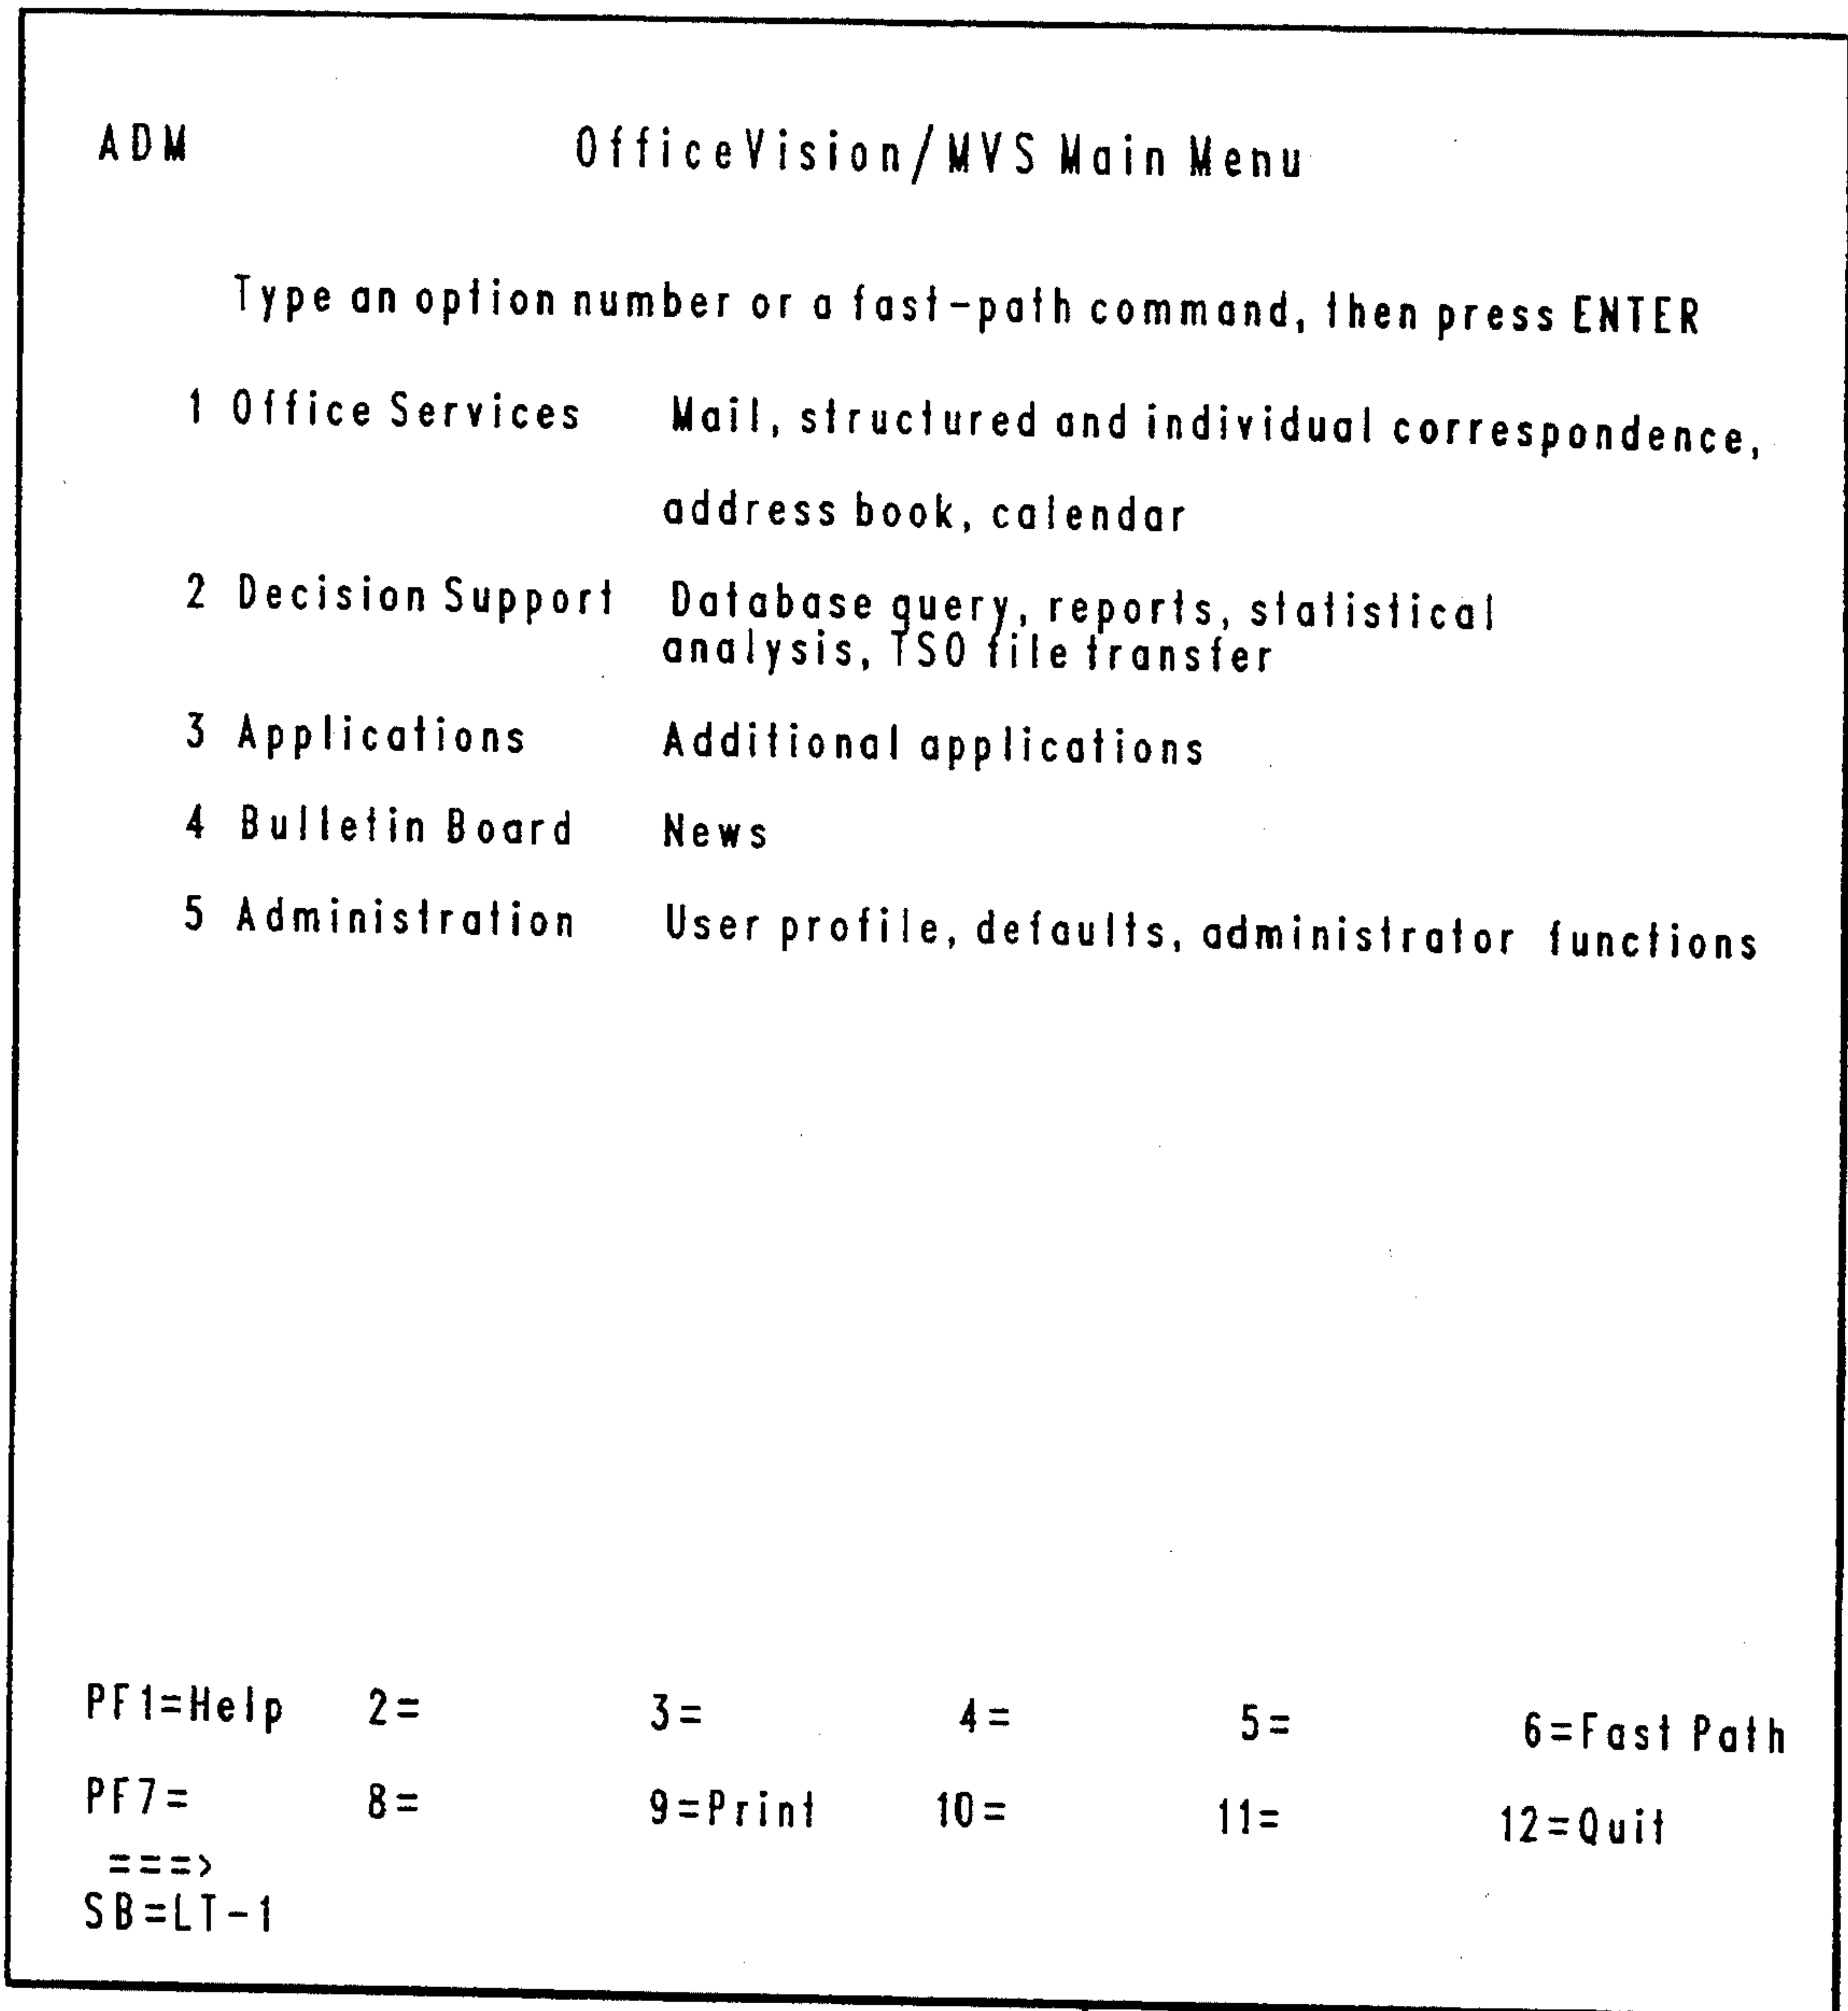 ADM OfficeVision/MVS Main Menu
Type an option number or a fast-path command, then press ENTER
1 Office Services Mail, structured and individual correspondence,
address book, calendar
2 Decision Support Database query, reports, statistical
analysis, TSO file transfer
3 Applications Additional applications
4 Bulletin Board News
5 Administration User profile, defaults, administrator functions
PF1=Help 2= 3= 4= 5= 6=Fast Path
PF7= 8= 9=Print 10= 11= 12=Quit
===>
SB=LT-1